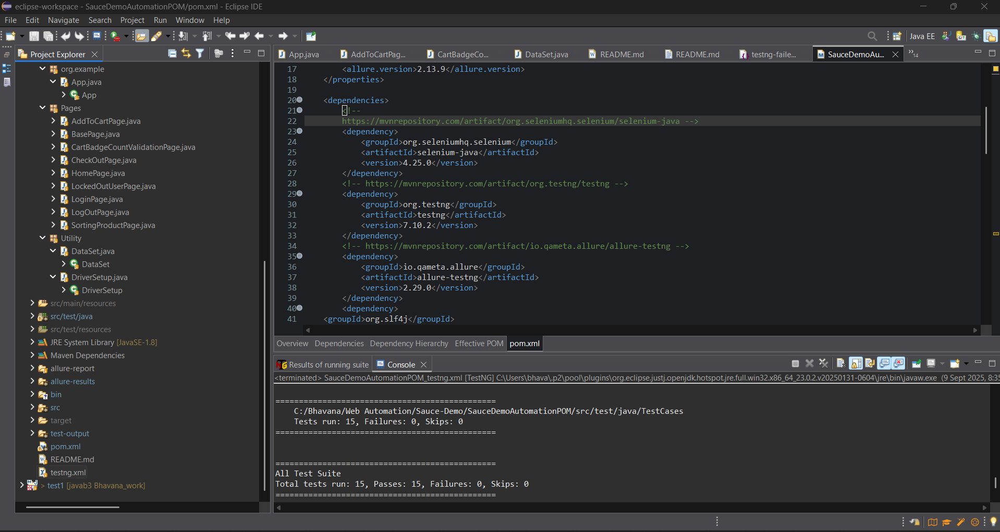 eclipse-workspace - SauceDemoAutomationPOM/pom.xml - Eclipse IDE
File Edit Navigate Search Project Run Window Help
Java EE
GIT
Project Explorer
org.example
App.java
App
Pages
AddToCartPage.java
BasePage.java
CartBadgeCountValidationPage.java
CheckOutPage.java
HomePage.java
LockedOutUserPage.java
LoginPage.java
LogOutPage.java
SortingProductPage.java
Utility
DataSet.java
DataSet
DriverSetup.java
DriverSetup
src/main/resources
src/test/java
src/test/resources
JRE System Library [JavaSE-1.8]
Maven Dependencies
allure-report
allure-results
bin
src
target
test-output
pom.xml
README.md
testng.xml
> test1 [javab3 Bhavana_work]
App.java AddToCartPag... CartBadgeCo... DataSet.java README.md README.md testng-faile... SauceDemoAu... »14
17 <allure.version>2.13.9</allure.version>
18 </properties>
19
20 <dependencies>
21 <!--
22 https://mvnrepository.com/artifact/org.seleniumhq.selenium/selenium-java -->
23 <dependency>
24 <groupId>org.seleniumhq.selenium</groupId>
25 <artifactId>selenium-java</artifactId>
26 <version>4.25.0</version>
27 </dependency>
28 <!-- https://mvnrepository.com/artifact/org.testng/testng -->
29 <dependency>
30 <groupId>org.testng</groupId>
31 <artifactId>testng</artifactId>
32 <version>7.10.2</version>
33 </dependency>
34 <!-- https://mvnrepository.com/artifact/io.qameta.allure/allure-testng -->
35 <dependency>
36 <groupId>io.qameta.allure</groupId>
37 <artifactId>allure-testng</artifactId>
38 <version>2.29.0</version>
39 </dependency>
40 <dependency>
41 <groupId>org.slf4j</groupId>
Overview Dependencies Dependency Hierarchy Effective POM pom.xml
Results of running suite Console
<terminated> SauceDemoAutomationPOM_testng.xml [TestNG] C:\Users\bhava\.p2\pool\plugins\org.eclipse.justj.openjdk.hotspot.jre.full.win32.x86_64_23.0.2.v20250131-0604\jre\bin\javaw.exe (9 Sept 2025, 8:35
===============================================
C:/Bhavana/Web Automation/Sauce-Demo/SauceDemoAutomationPOM/src/test/java/TestCases
Tests run: 15, Failures: 0, Skips: 0
===============================================
===============================================
All Test Suite
Total tests run: 15, Passes: 15, Failures: 0, Skips: 0
===============================================